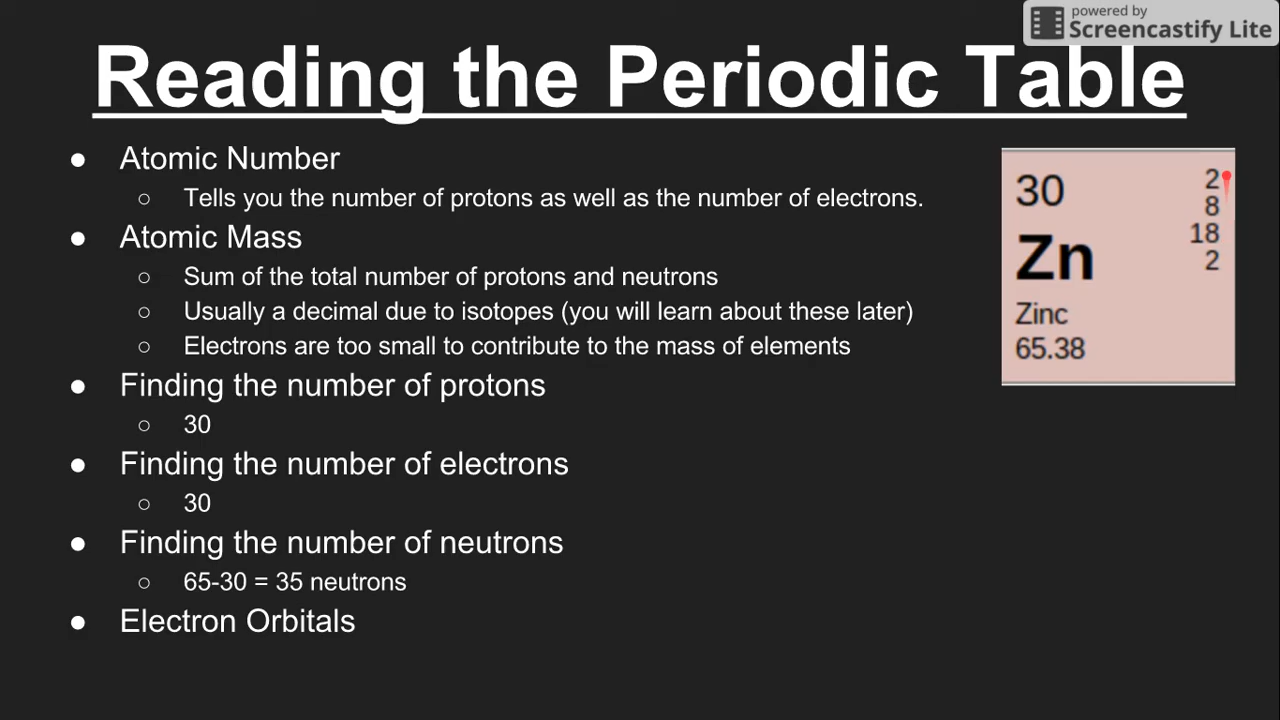 powered by
Screencastify Lite
Reading the Periodic Table
● Atomic Number
○ Tells you the number of protons as well as the number of electrons.
● Atomic Mass
○ Sum of the total number of protons and neutrons
○ Usually a decimal due to isotopes (you will learn about these later)
○ Electrons are too small to contribute to the mass of elements
● Finding the number of protons
○ 30
● Finding the number of electrons
○ 30
● Finding the number of neutrons
○ 65-30 = 35 neutrons
● Electron Orbitals
30
Zn
Zinc
65.38
2
8
18
2